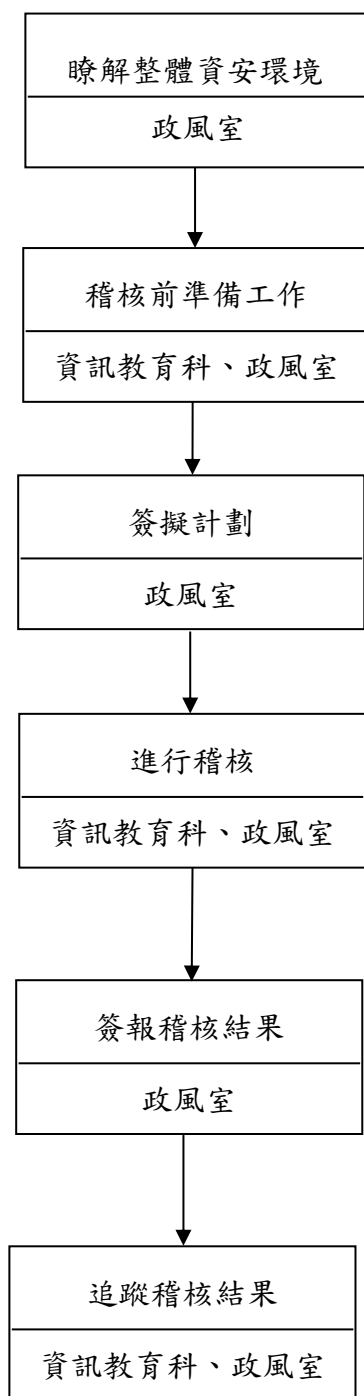 瞭解整體資安環境
政風室
稽核前準備工作
資訊教育科、政風室
簽擬計劃
政風室
進行稽核
資訊教育科、政風室
簽報稽核結果
政風室
追蹤稽核結果
資訊教育科、政風室